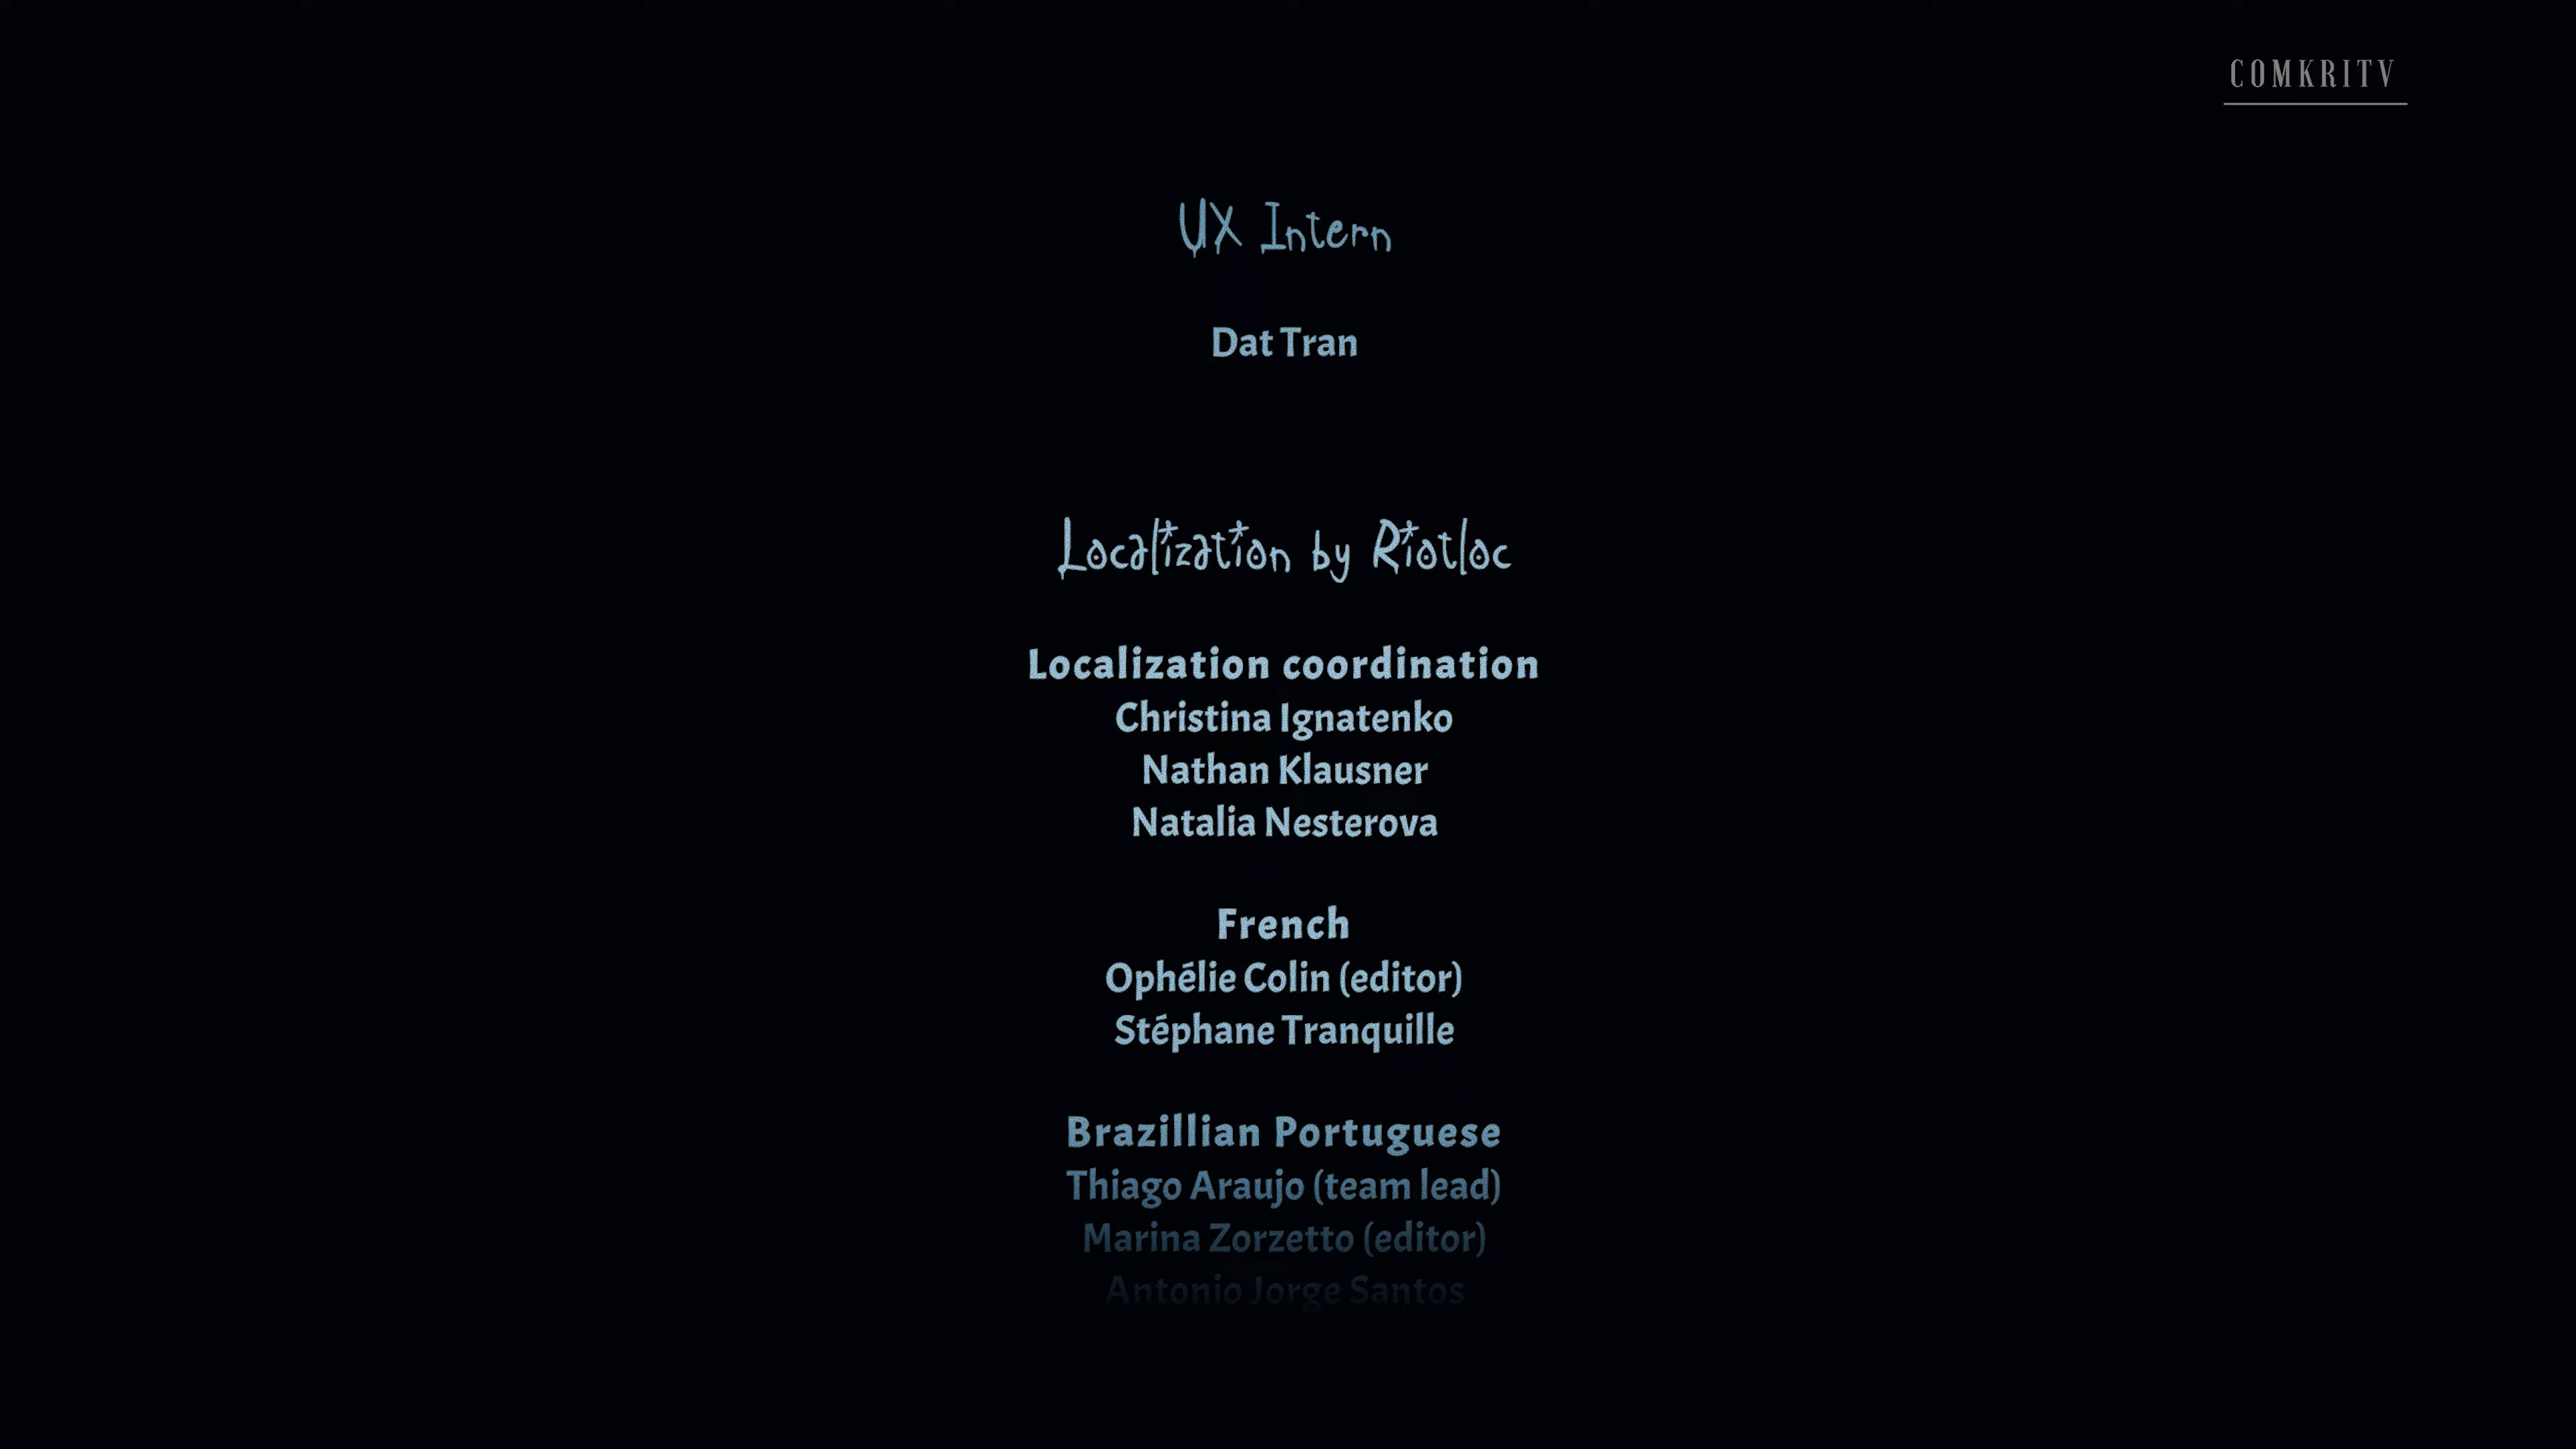 COMKRITV
UX Intern
Dat Tran
Localization by Riotloc
Localization coordination
Christina Ignatenko
Nathan Klausner
Natalia Nesterova
French
Ophélie Colin (editor)
Stéphane Tranquille
Brazillian Portuguese
Thiago Araujo (team lead)
Marina Zorzetto (editor)
Antonio Jorge Santos